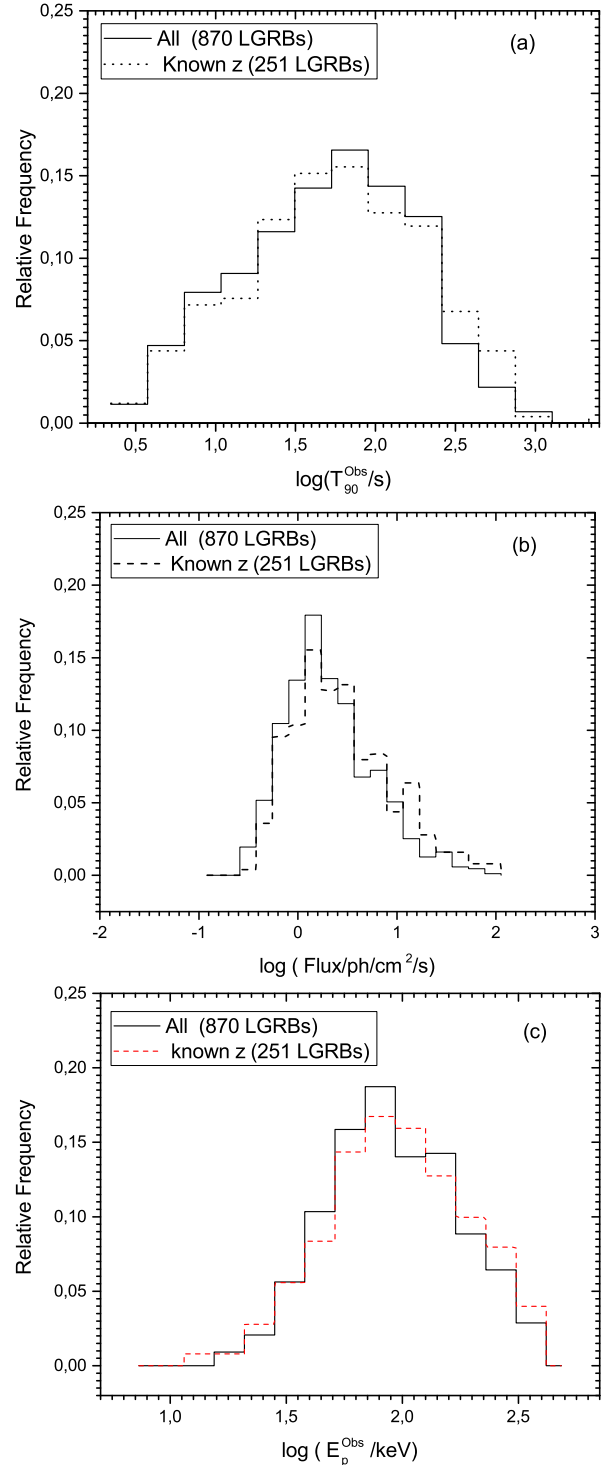 0,25
All (870 LGRBs)
Known z (251 LGRBs)
(a)
0,20
0,15
0,10
0,05
0,00
Relative Frequency
0,5 1,0 1,5 2,0 2,5 3,0
log(T₉₀ᴼᵇˢ/s)
0,25
All (870 LGRBs)
Known z (251 LGRBs)
(b)
0,20
0,15
0,10
0,05
0,00
Relative Frequency
-2 -1 0 1 2 3
log ( Flux/ph/cm²/s)
0,25
All (870 LGRBs)
known z (251 LGRBs)
(c)
0,20
0,15
0,10
0,05
0,00
Relative Frequency
1,0 1,5 2,0 2,5
log ( Eₚᴼᵇˢ /keV)